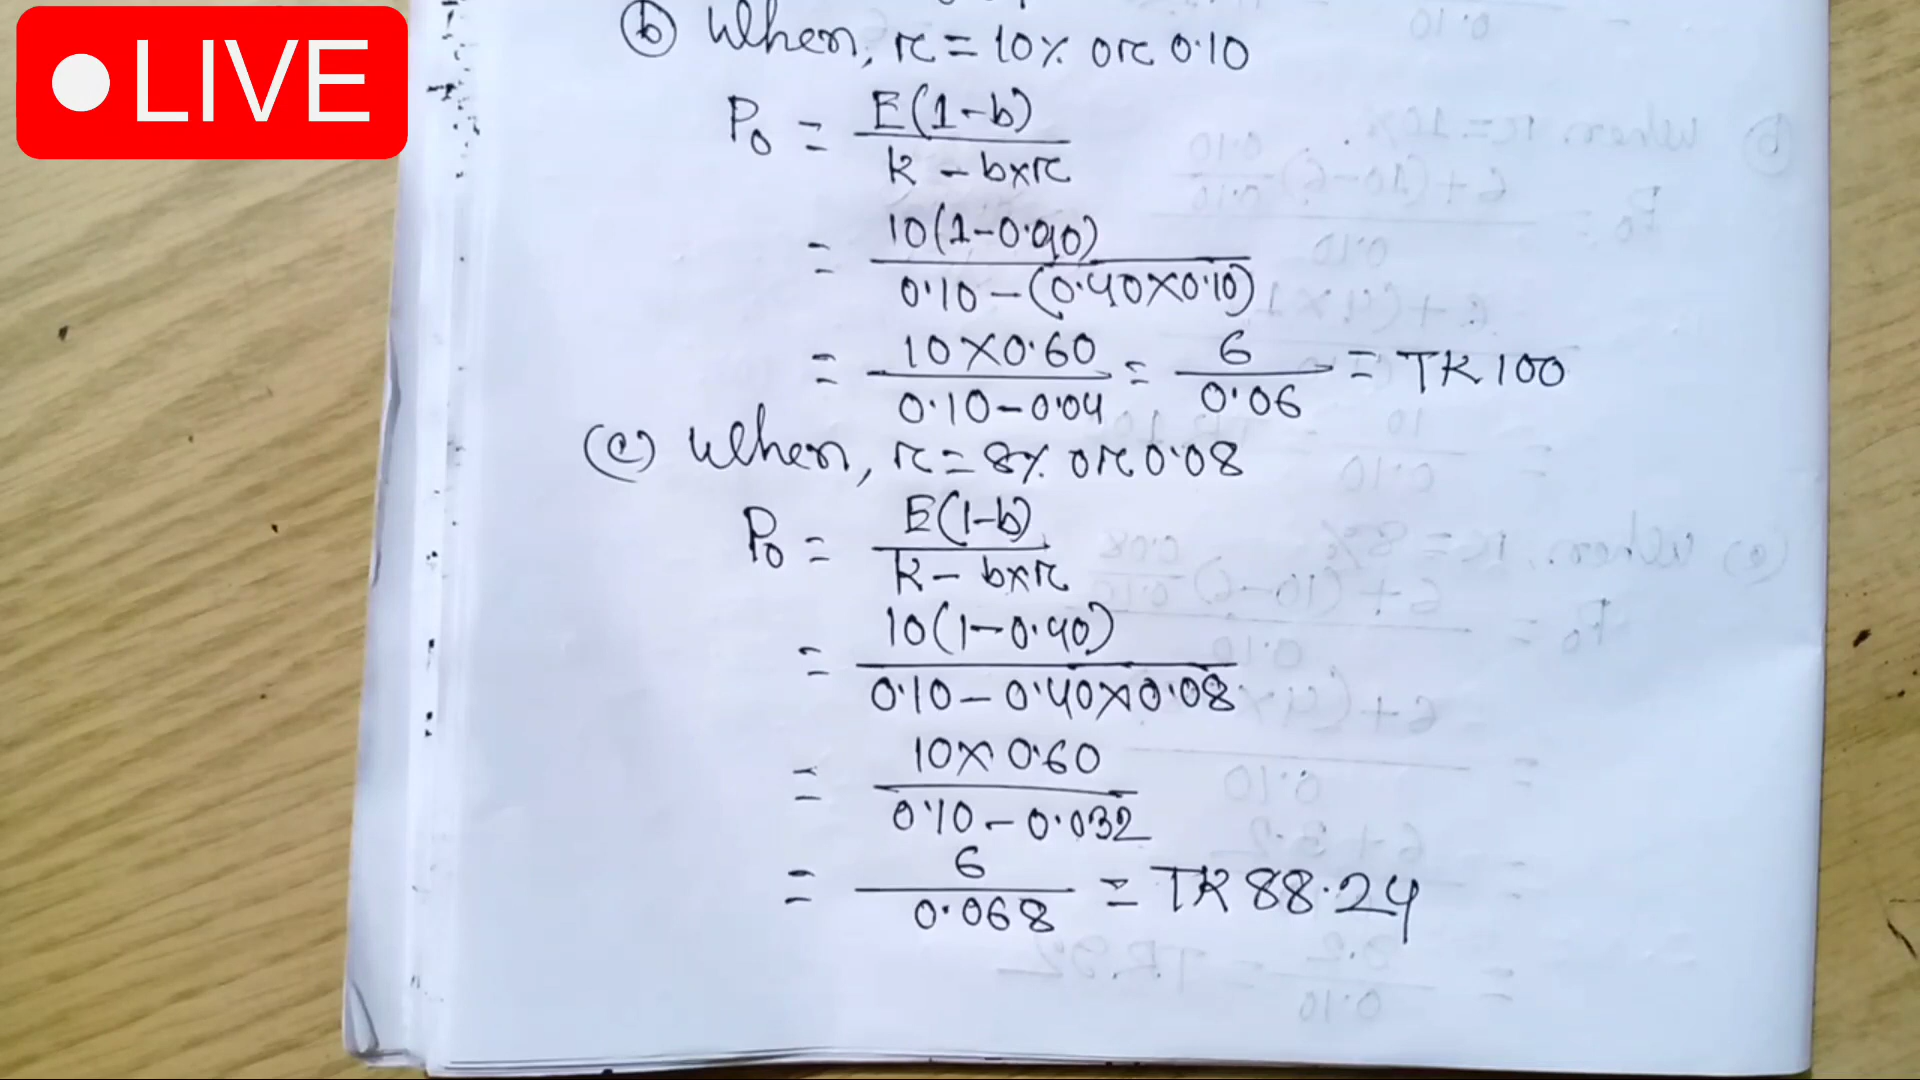 LIVE
(b) When, r = 10% or 0.10
P₀ = E(1-b) / k - b×r
= 10(1-0.40) / 0.10 - (0.40×0.10)
= 10×0.60 / 0.10-0.04 = 6 / 0.06 = TK 100
(c) When, r = 8% or 0.08
P₀ = E(1-b) / k - b×r
= 10(1-0.40) / 0.10 - 0.40×0.08
= 10×0.60 / 0.10 - 0.032
= 6 / 0.068 = TK 88.24